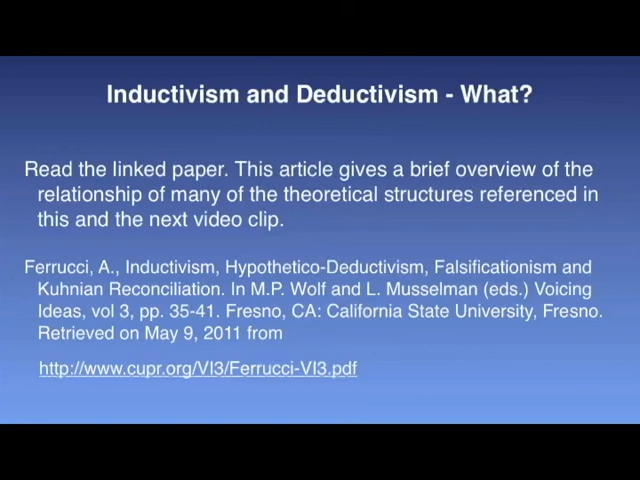 Inductivism and Deductivism - What?
Read the linked paper. This article gives a brief overview of the
relationship of many of the theoretical structures referenced in
this and the next video clip.
Ferrucci, A., Inductivism, Hypothetico-Deductivism, Falsificationism and
Kuhnian Reconciliation. In M.P. Wolf and L. Musselman (eds.) Voicing
Ideas, vol 3, pp. 35-41. Fresno, CA: California State University, Fresno.
Retrieved on May 9, 2011 from
http://www.cupr.org/VI3/Ferrucci-VI3.pdf